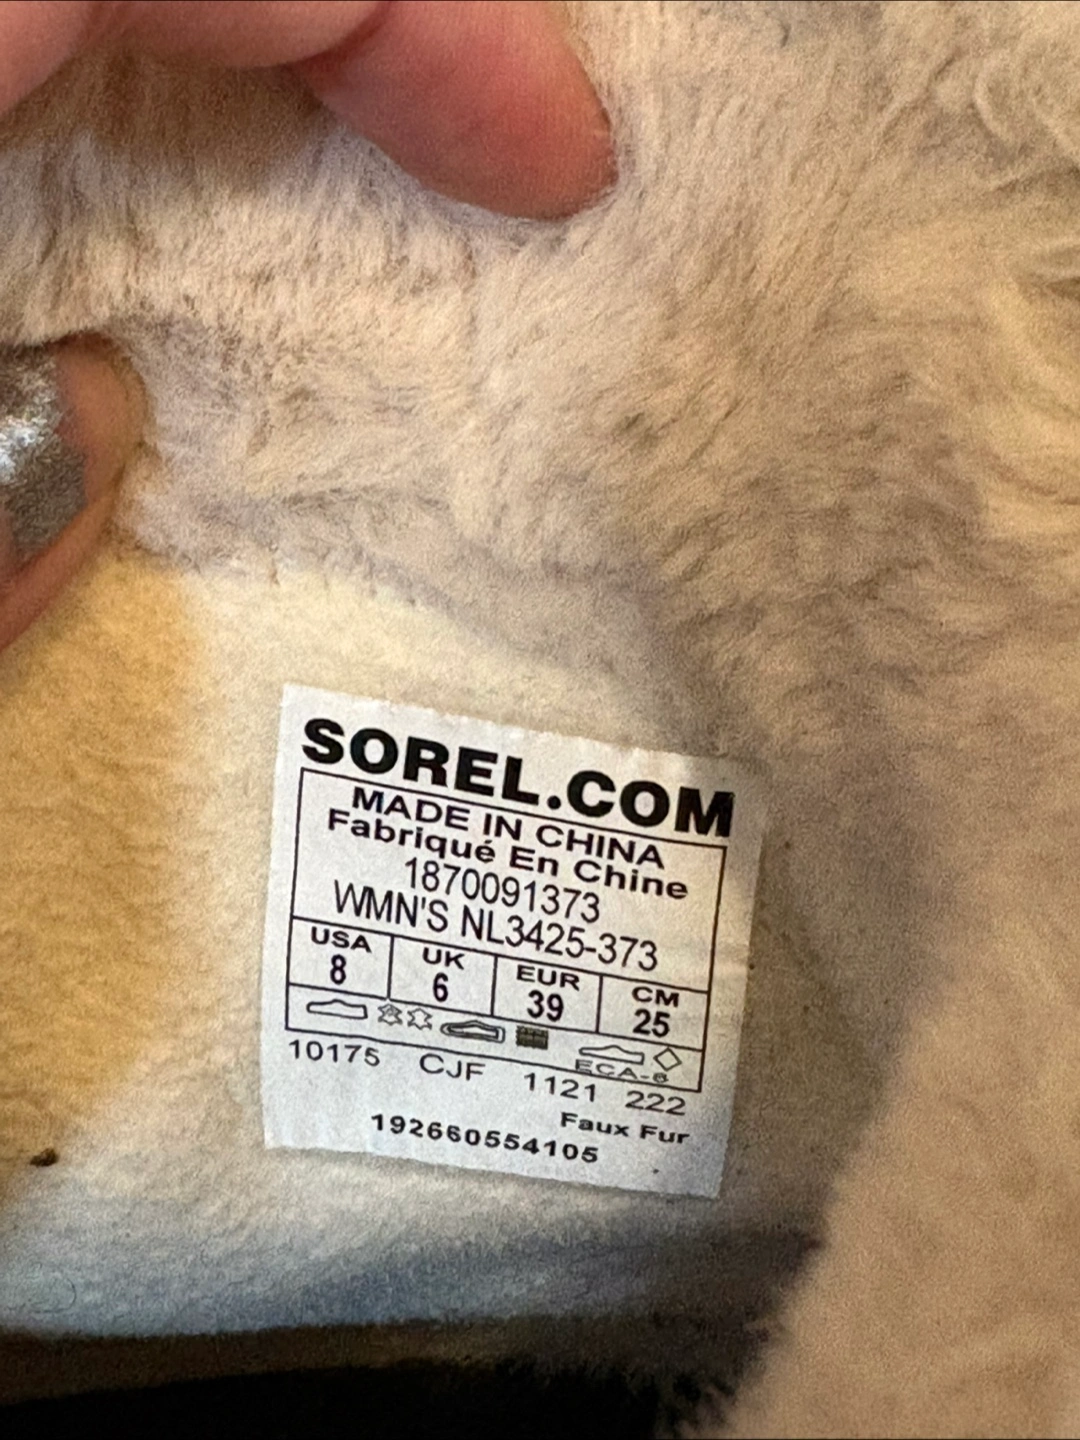 SOREL.COM
MADE IN CHINA
Fabriqué En Chine
1870091373
WMN'S NL3425-373
USA UK EUR CM
8 6 39 25
ECA-6
10175 CJF 1121 222
Faux Fur
192660554105